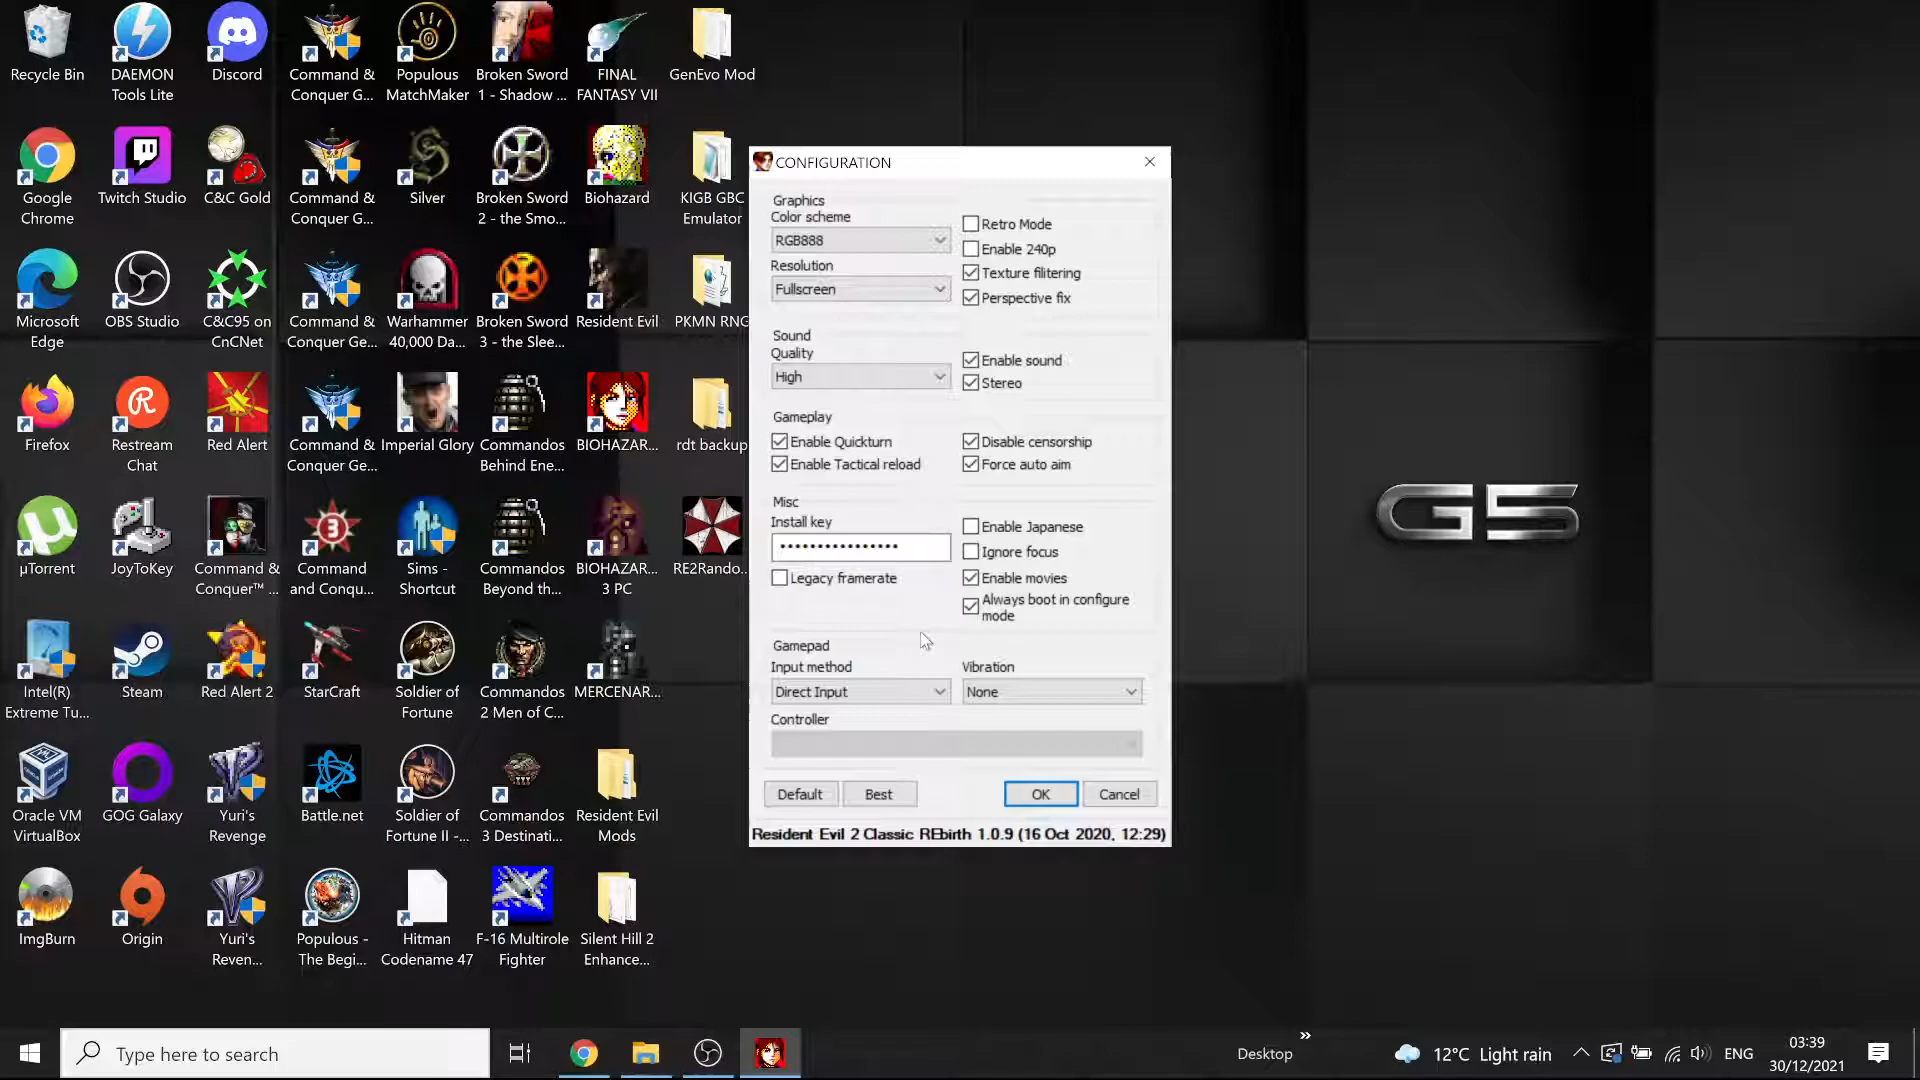 Recycle Bin
DAEMON
Tools Lite
Discord
Command &
Conquer G...
Populous
MatchMaker
Broken Sword
1 - Shadow ...
FINAL
FANTASY VII
GenEvo Mod
Google
Chrome
Twitch Studio
C&C Gold
Command &
Conquer G...
Silver
Broken Sword
2 - the Smo...
Biohazard
KIGB GBC
Emulator
Microsoft
Edge
OBS Studio
C&C95 on
CnCNet
Command &
Conquer Ge...
Warhammer
40,000 Da...
Broken Sword
3 - the Slee...
Resident Evil
PKMN RNG
Firefox
Restream
Chat
Red Alert
Command &
Conquer Ge...
Imperial Glory
Commandos
Behind Ene...
BIOHAZAR...
rdt backup
µTorrent
JoyToKey
Command &
Conquer™ ...
Command
and Conqu...
Sims -
Shortcut
Commandos
Beyond th...
BIOHAZAR...
3 PC
RE2Rando...
Intel(R)
Extreme Tu...
Steam
Red Alert 2
StarCraft
Soldier of
Fortune
Commandos
2 Men of C...
MERCENAR...
Oracle VM
VirtualBox
GOG Galaxy
Yuri's
Revenge
Battle.net
Soldier of
Fortune II -...
Commandos
3 Destinati...
Resident Evil
Mods
ImgBurn
Origin
Yuri's
Reven...
Populous -
The Begi...
Hitman
Codename 47
F-16 Multirole
Fighter
Silent Hill 2
Enhance...
CONFIGURATION
Graphics
Color scheme
RGB888
Resolution
Fullscreen
Retro Mode
Enable 240p
Texture filitering
Perspective fix
Sound
Quality
High
Enable sound
Stereo
Gameplay
Enable Quickturn
Disable censorship
Enable Tactical reload
Force auto aim
Misc
Install key
Enable Japanese
Ignore focus
Legacy framerate
Enable movies
Always boot in configure
mode
Gamepad
Input method
Vibration
Direct Input
None
Controller
Default
Best
OK
Cancel
Resident Evil 2 Classic REbirth 1.0.9 (16 Oct 2020, 12:29)
G5
Type here to search
Desktop
12°C Light rain
ENG
03:39
30/12/2021